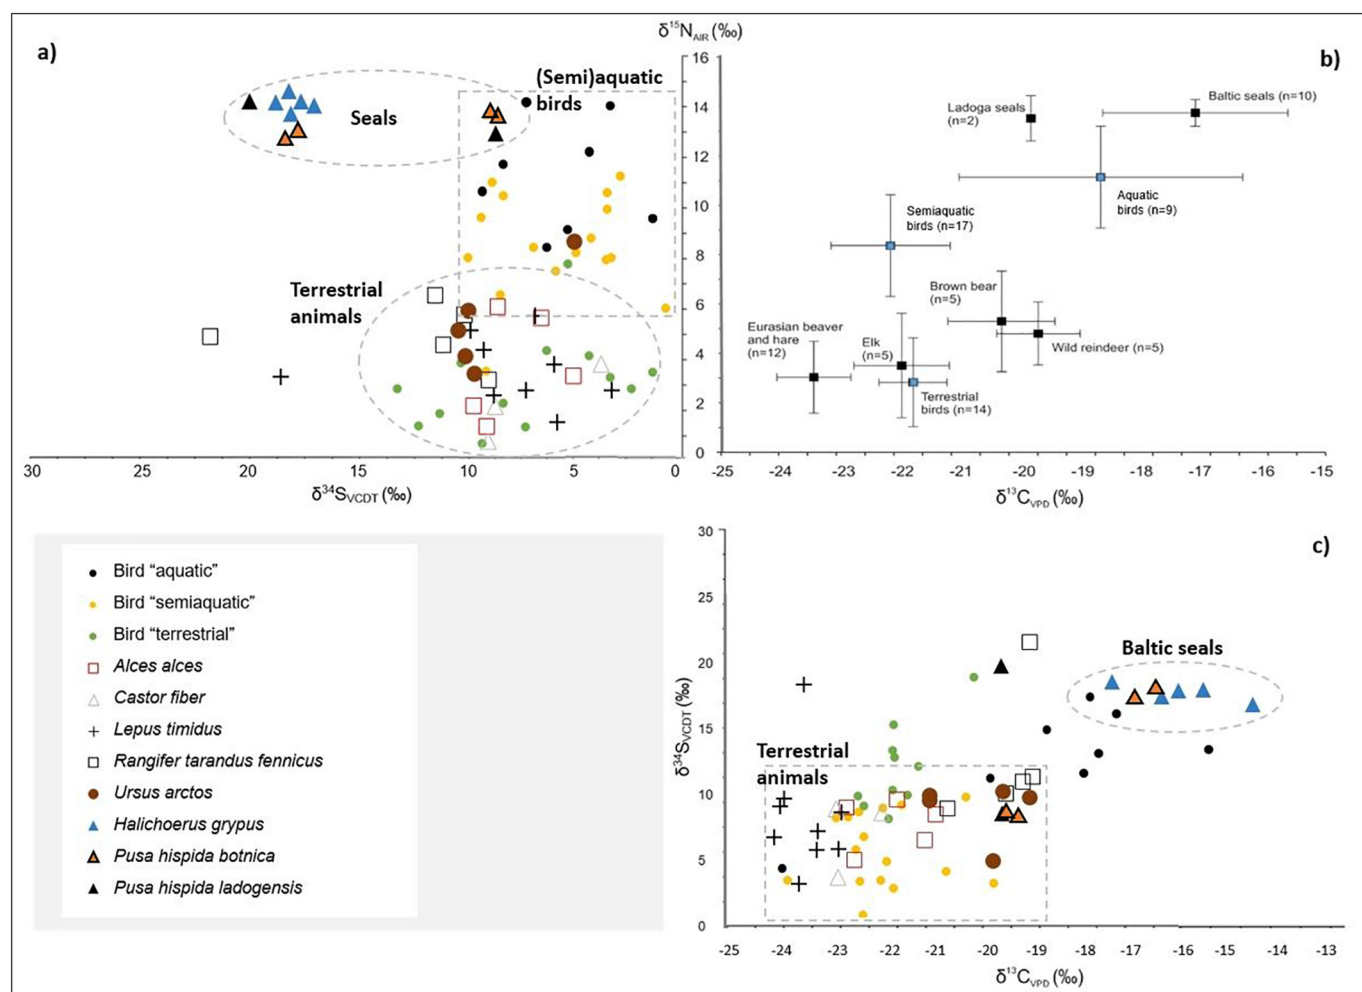 δ15NAIR (‰)
a)
16
14
12
10
8
6
4
2
0
(Semi)aquatic
birds
Seals
Terrestrial
animals
30
25
20
15
10
5
0
δ34SVCDT (‰)
b)
Ladoga seals
(n=2)
Baltic seals (n=10)
Aquatic
birds (n=9)
Semiaquatic
birds (n=17)
Brown bear
(n=5)
Wild reindeer (n=5)
Eurasian beaver
and hare
(n=12)
Elk
(n=5)
Terrestrial
birds (n=14)
-25
-23
-22
-21
-20
-19
-18
-17
-16
-15
δ13CVPD (‰)
Bird “aquatic”
Bird “semiaquatic”
Bird “terrestrial”
Alces alces
Castor fiber
Lepus timidus
Rangifer tarandus fennicus
Ursus arctos
Halichoerus grypus
Pusa hispida botnica
Pusa hispida ladogensis
c)
30
25
20
15
10
5
0
δ34SVCDT (‰)
Baltic seals
Terrestrial
animals
-25
-24
-23
-22
-21
-20
-19
-18
-17
-16
-15
-14
-13
δ13CVPD (‰)